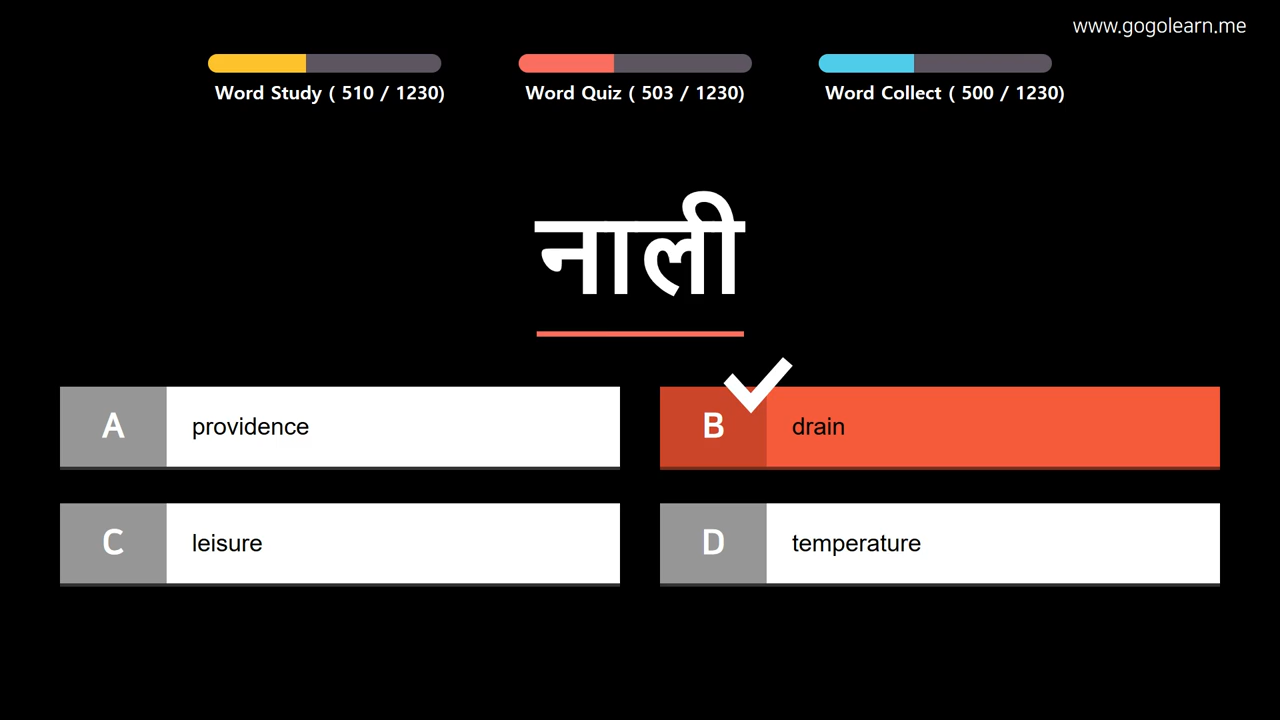 www.gogolearn.me
Word Study ( 510 / 1230)
Word Quiz ( 503 / 1230)
Word Collect ( 500 / 1230)
नाली
A providence
B drain
C leisure
D temperature